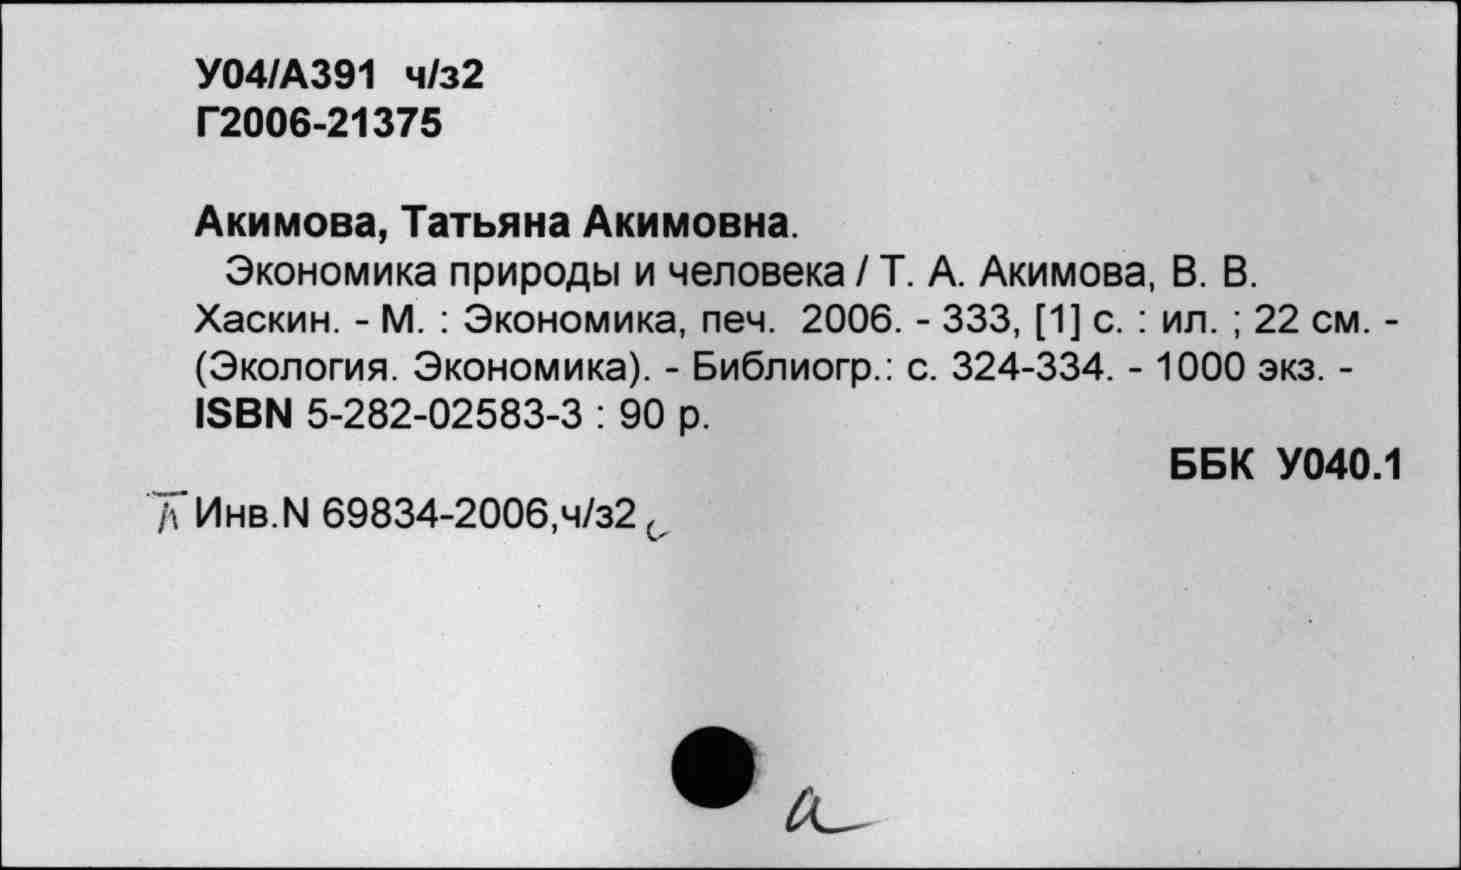 У04/А391 ч/з2
Г2006-21375
Акимова, Татьяна Акимовна.
Экономика природы и человека / Т. А. Акимова, В. В.
Хаскин. - М. : Экономика, печ. 2006. - 333, [1] с. : ил. ; 22 см. -
(Экология. Экономика). - Библиогр.: с. 324-334. - 1000 экз. -
ISBN 5-282-02583-3 : 90 р.
ББК У040.1
Инв.N 69834-2006,ч/з2
а